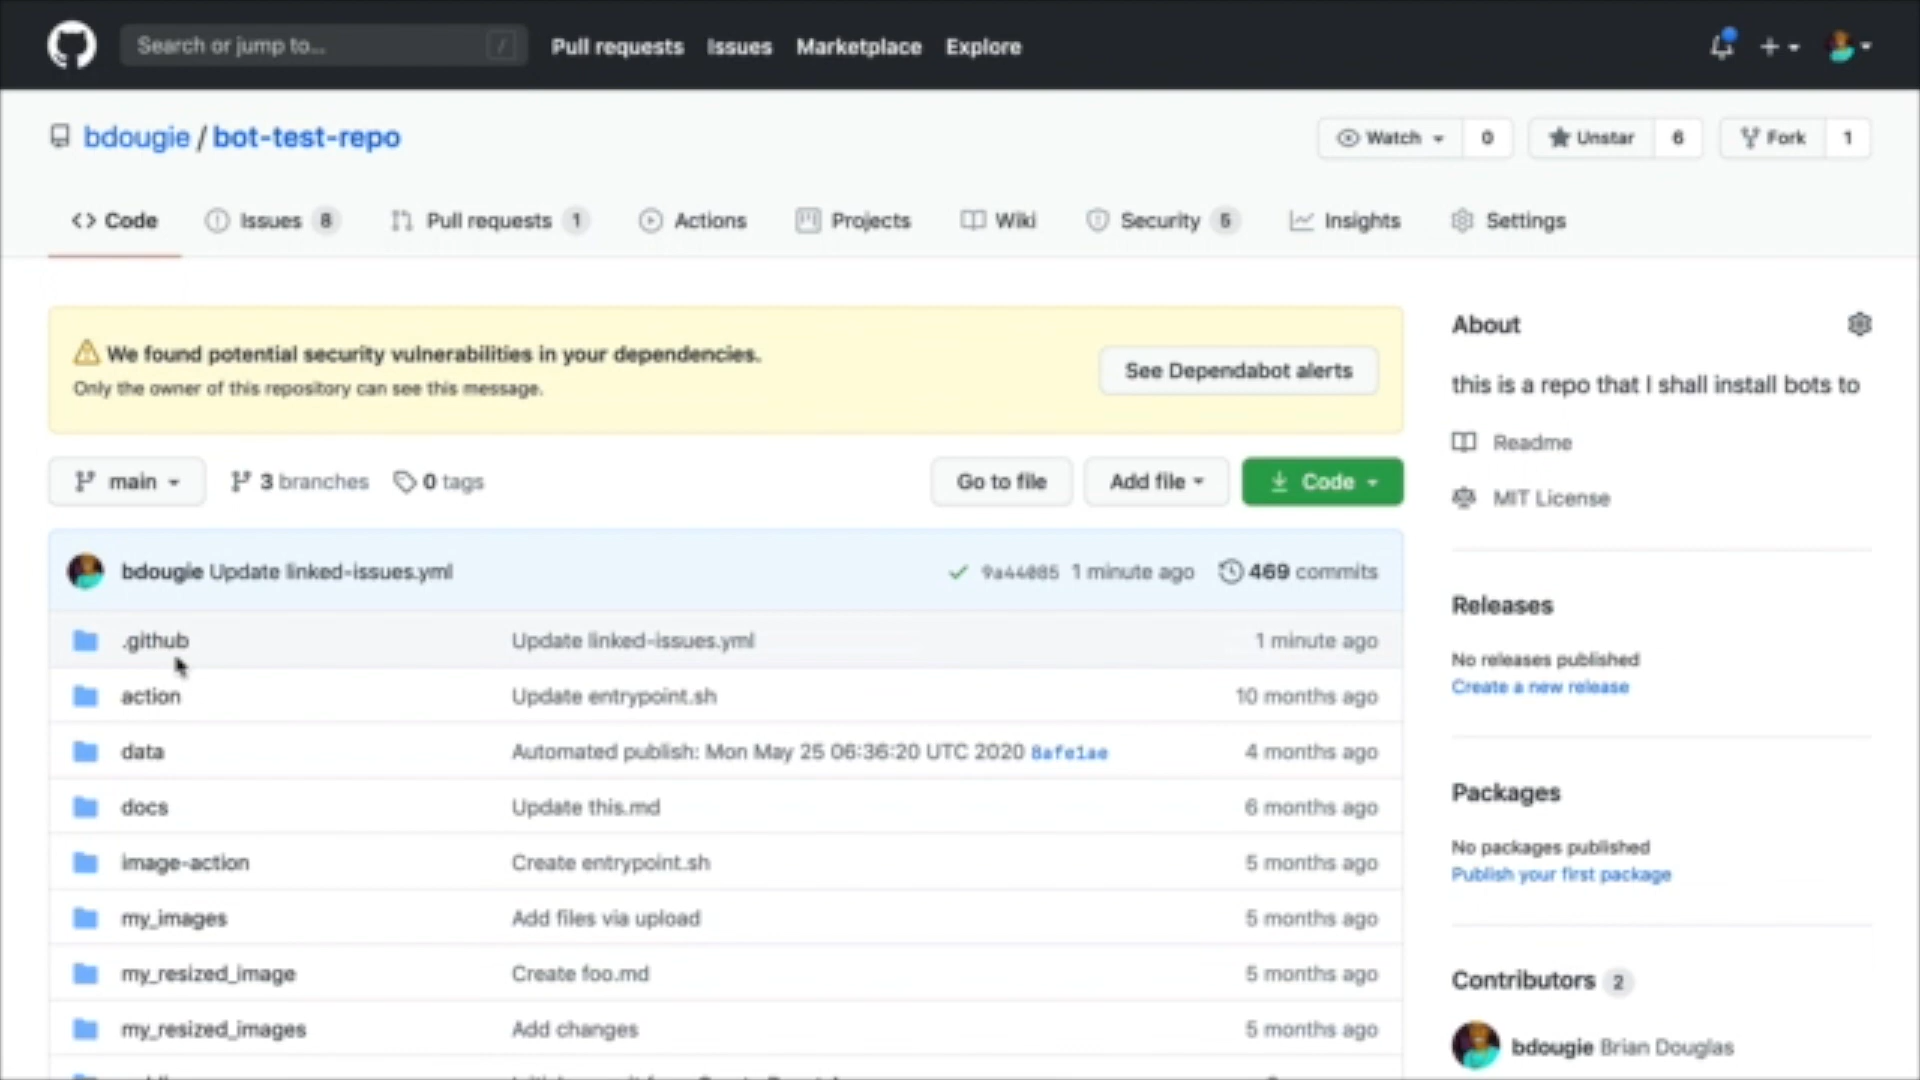 Search or jump to... / Pull requests Issues Marketplace Explore
bdougie / bot-test-repo Watch 0 Unstar 6 Fork 1
Code Issues 8 Pull requests 1 Actions Projects Wiki Security 5 Insights Settings
We found potential security vulnerabilities in your dependencies.
Only the owner of this repository can see this message.
See Dependabot alerts
main 3 branches 0 tags Go to file Add file Code
bdougie Update linked-issues.yml 9a44085 1 minute ago 469 commits
.github Update linked-issues.yml 1 minute ago
action Update entrypoint.sh 10 months ago
data Automated publish: Mon May 25 06:36:20 UTC 2020 8afe1ae 4 months ago
docs Update this.md 6 months ago
image-action Create entrypoint.sh 5 months ago
my_images Add files via upload 5 months ago
my_resized_image Create foo.md 5 months ago
my_resized_images Add changes 5 months ago
About
this is a repo that I shall install bots to
Readme
MIT License
Releases
No releases published
Create a new release
Packages
No packages published
Publish your first package
Contributors 2
bdougie Brian Douglas